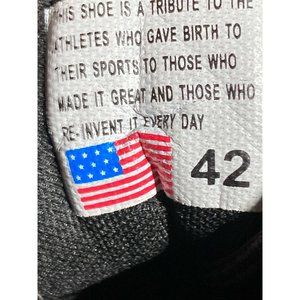 THIS SHOE IS A TRIBUTE TO THE
ATHLETES WHO GAVE BIRTH TO
THEIR SPORTS TO THOSE WHO
MADE IT GREAT AND THOSE WHO
RE-INVENT IT EVERY DAY
42